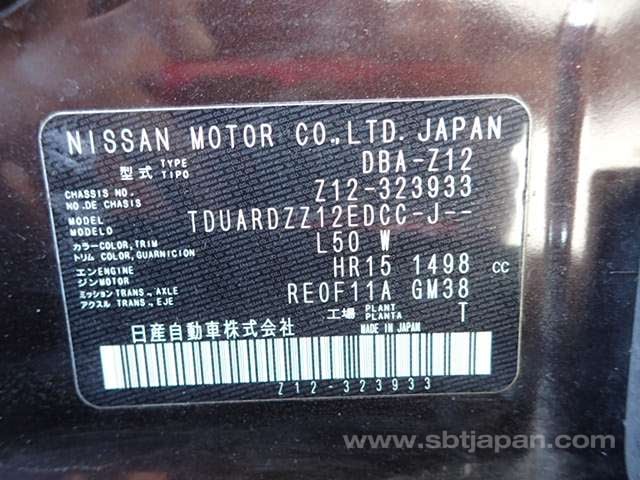 NISSAN MOTOR CO.,LTD. JAPAN
型式 TYPE TIPO DBA-Z12
CHASSIS NO. NO.DE CHASIS Z12-323933
MODEL MODELO TDUARDZZ12EDCC-J--
カラー COLOR, TRIM トリム COLOR, GUARNICION L50 W
エンジン ENGINE MOTOR HR15 1498 cc
ミッション TRANS., AXLE アクスル TRANS., EJE RE0F11A GM38
工場 PLANT PLANTA T
日産自動車株式会社 MADE IN JAPAN
Z12-323933
www.sbtjapan.com